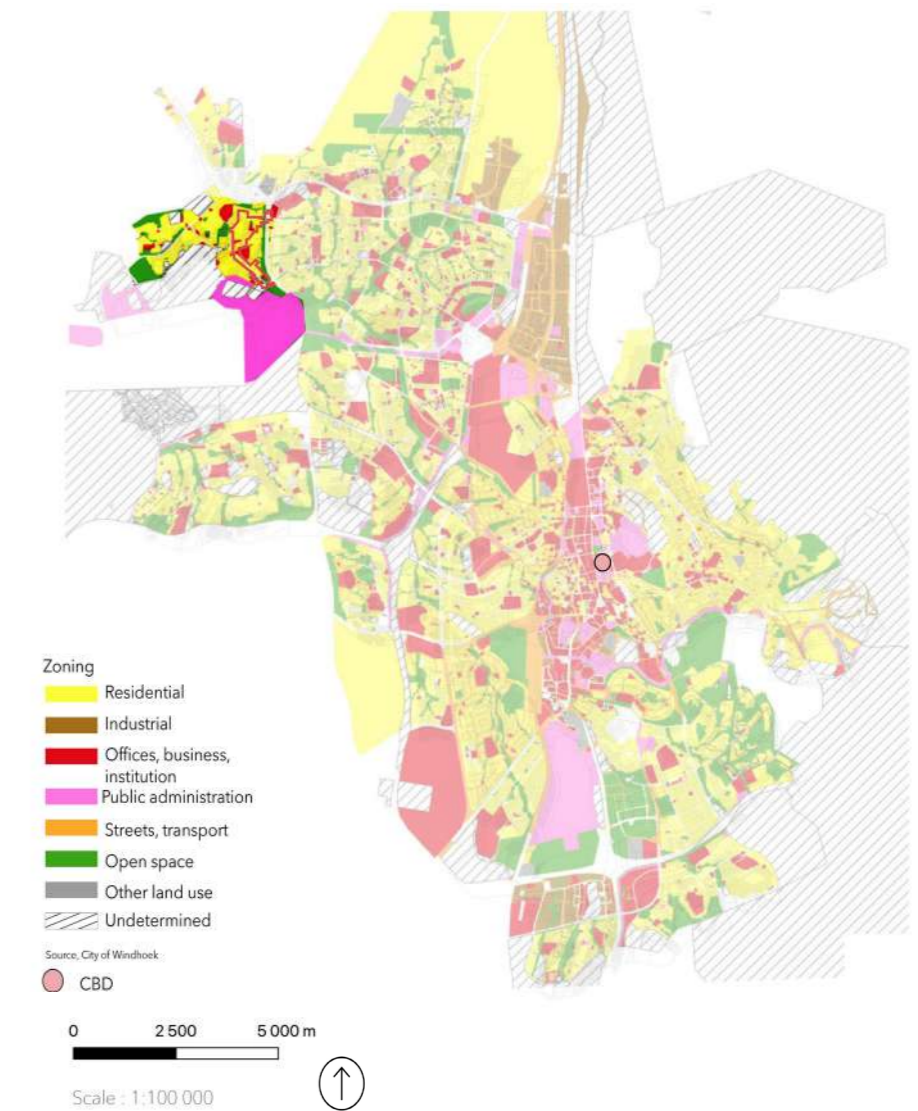 Zoning
Residential
Industrial
Offices, business,
institution
Public administration
Streets, transport
Open space
Other land use
Undetermined
Source, City of Windhoek
CBD
0 2 500 5 000 m
Scale : 1:100 000